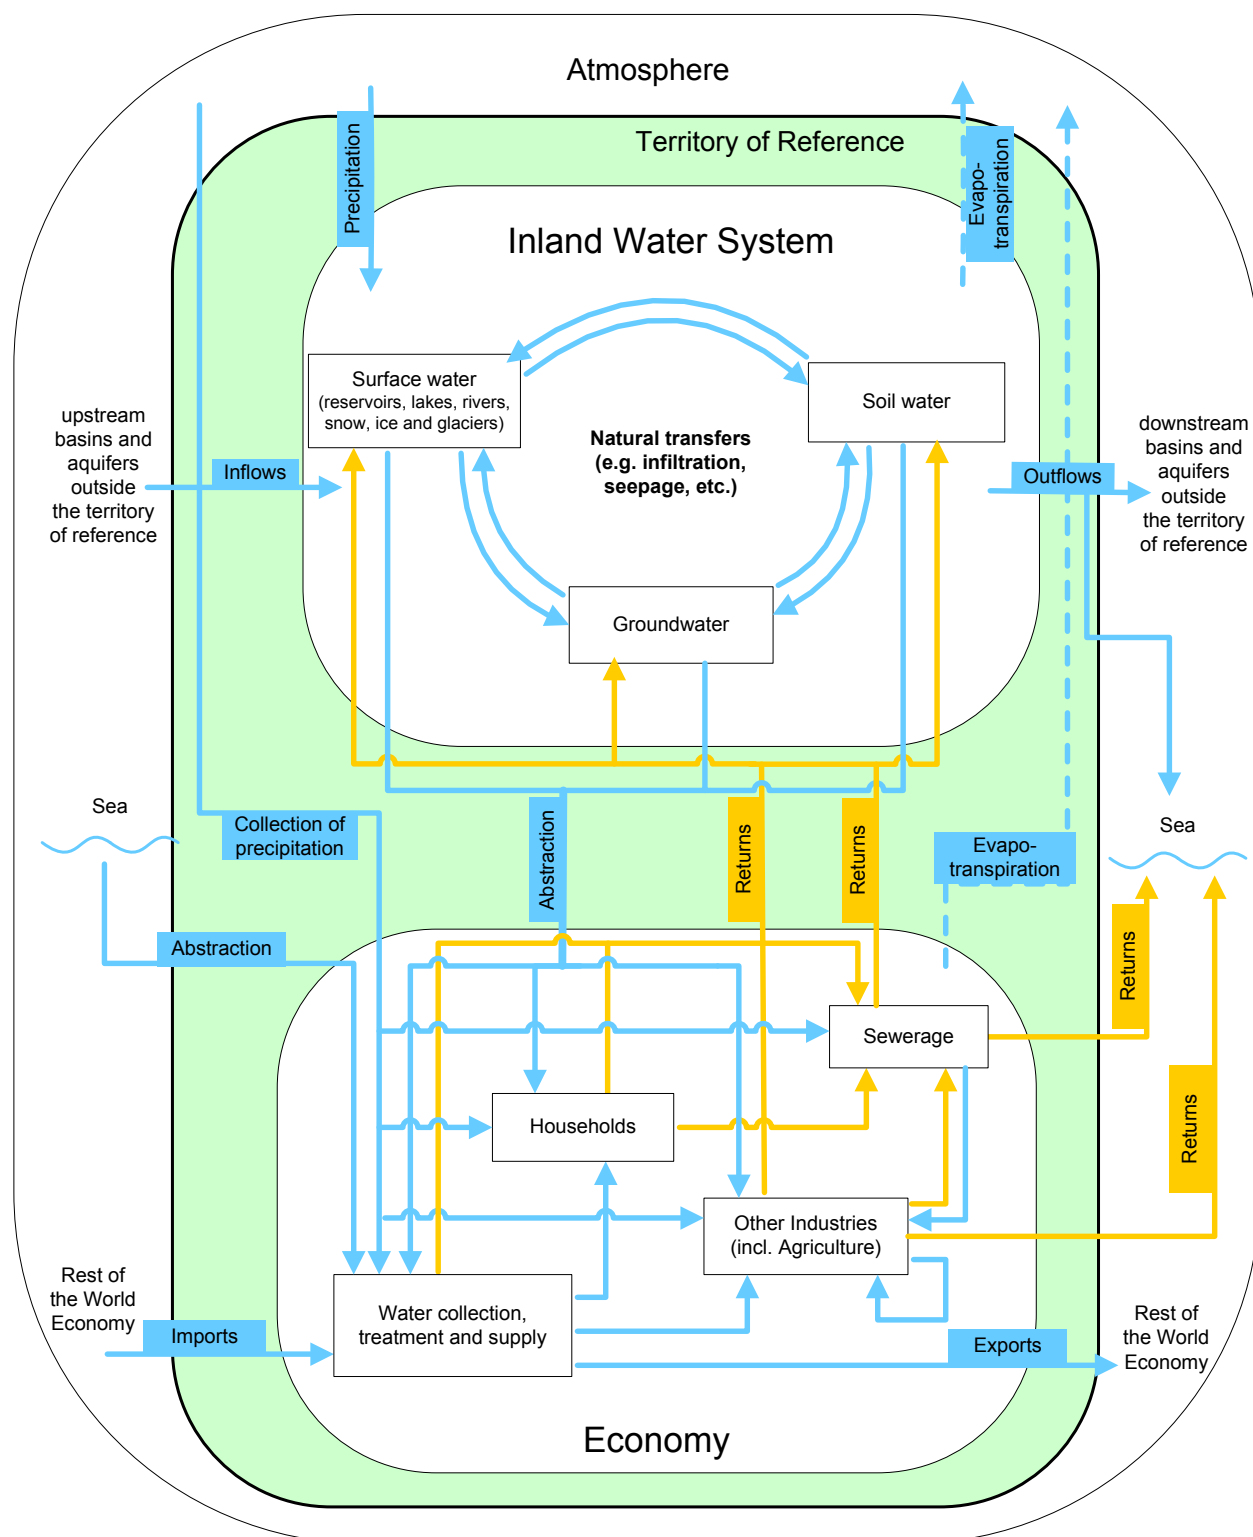 Atmosphere
Territory of Reference
Precipitation
Evapo-
transpiration
Inland Water System
Surface water
(reservoirs, lakes, rivers,
snow, ice and glaciers)
Soil water
Natural transfers
(e.g. infiltration,
seepage, etc.)
upstream
basins and
aquifers
outside
the territory
of reference
Inflows
Outflows
downstream
basins and
aquifers
outside
the territory
of reference
Groundwater
Sea
Collection of
precipitation
Abstraction
Returns
Returns
Evapo-
transpiration
Sea
Abstraction
Returns
Returns
Sewerage
Households
Other Industries
(incl. Agriculture)
Rest of
the World
Economy
Imports
Water collection,
treatment and supply
Exports
Rest of
the World
Economy
Economy